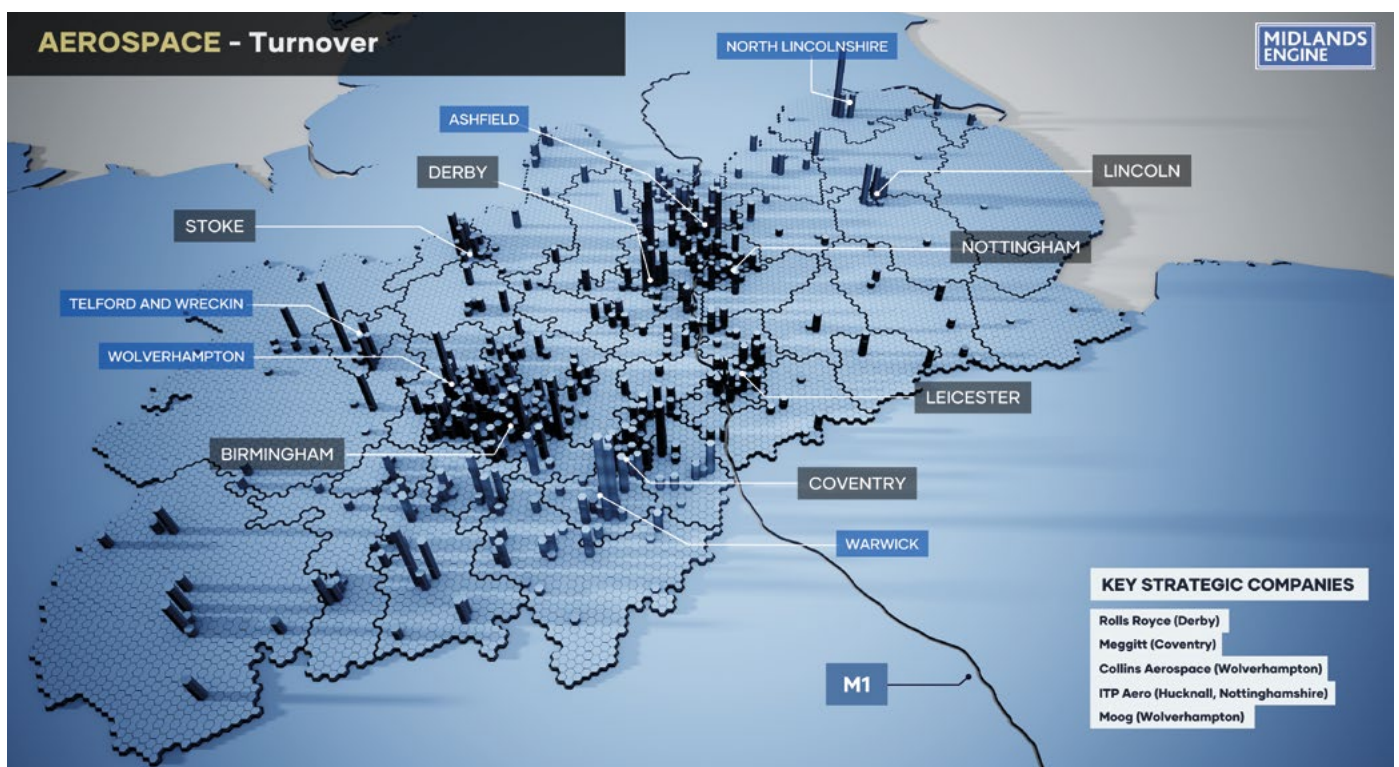 AEROSPACE - Turnover
NORTH LINCOLNSHIRE
MIDLANDS
ENGINE
ASHFIELD
DERBY
LINCOLN
STOKE
NOTTINGHAM
TELFORD AND WRECKIN
WOLVERHAMPTON
LEICESTER
BIRMINGHAM
COVENTRY
WARWICK
M1
KEY STRATEGIC COMPANIES
Rolls Royce (Derby)
Meggitt (Coventry)
Collins Aerospace (Wolverhampton)
ITP Aero (Hucknall, Nottinghamshire)
Moog (Wolverhampton)